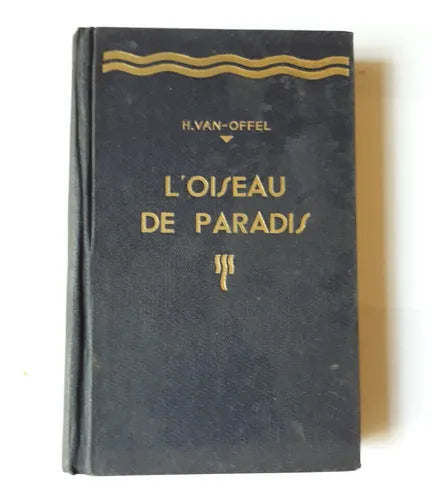 H.VAN-OFFEL
L'OISEAU
DE PARADIS